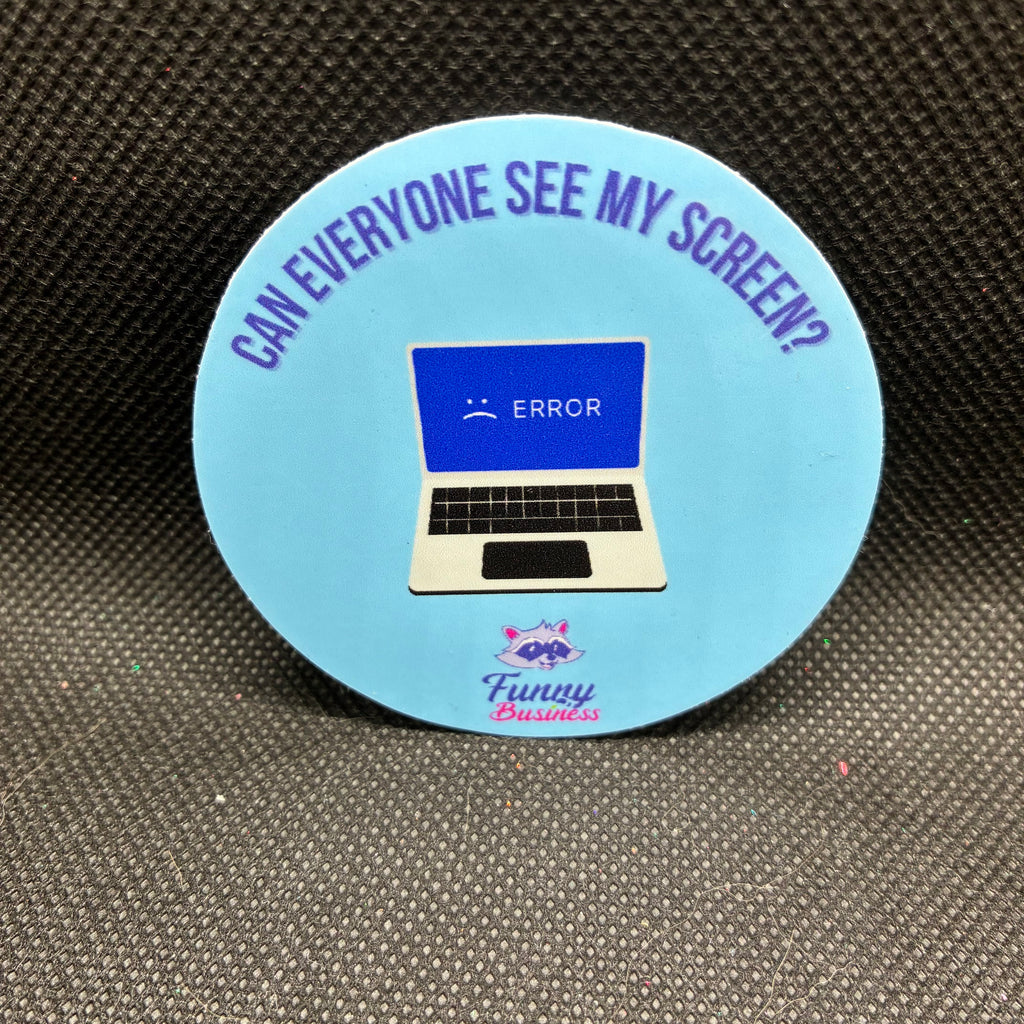 CAN EVERYONE SEE MY SCREEN?
ERROR
Funny
Business